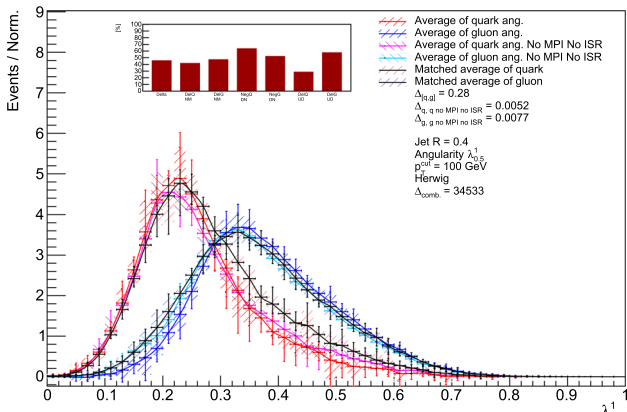 Events / Norm.
9
8
7
6
5
4
3
2
1
0
[%]
100
90
80
70
60
50
40
30
20
10
0
Delta DelQ DelG NegQ NegG DelQ DelG
NM NM DN DN UD UD
Average of quark ang.
Average of gluon ang.
Average of quark ang. No MPI No ISR
Average of gluon ang. No MPI No ISR
Matched average of quark
Matched average of gluon
Δ[q,g] = 0.28
Δq, q no MPI no ISR = 0.0052
Δg, g no MPI no ISR = 0.0077
Jet R = 0.4
Angularity λ¹0.5
pTcut = 100 GeV
Herwig
Δcomb. = 34533
0 0.1 0.2 0.3 0.4 0.5 0.6 0.7 0.8 0.9 1
λ¹